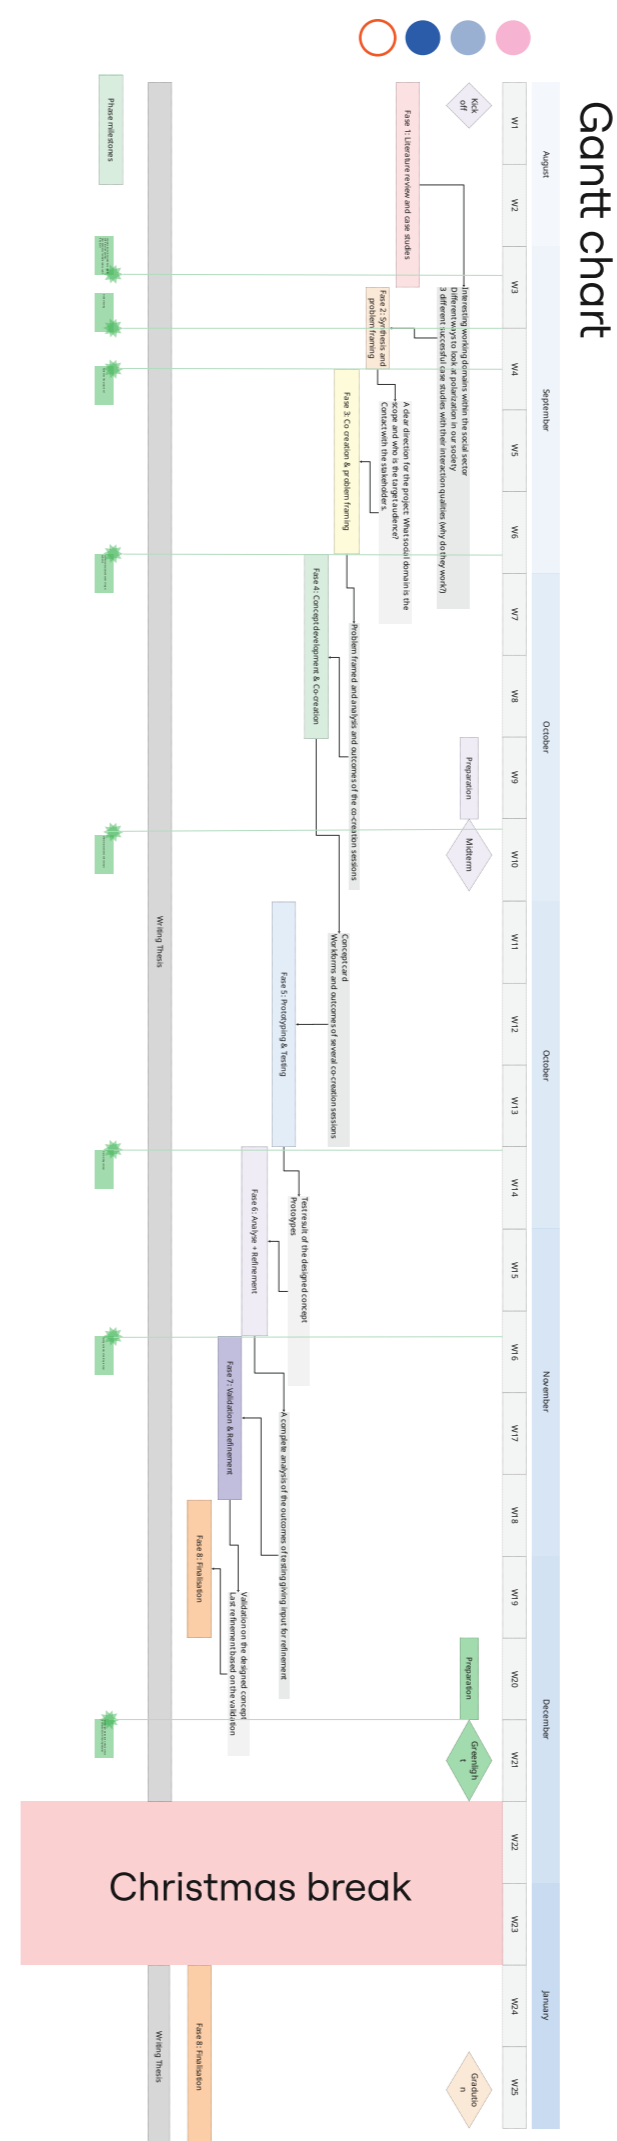 Gantt chart
August
September
October
October
November
December
January
W1
W2
W3
W4
W5
W6
W7
W8
W9
W10
W11
W12
W13
W14
W15
W16
W17
W18
W19
W20
W21
W22
W23
W24
W25
Kick
off
Preparation
Midterm
Preparation
Greenligh
t
Gradutio
n
Interesting working domains within the social sector
Different ways to look at polarization in our society
3 different successful case studies with their interaction qualities (why do they work?)
Fase 1: Literature review and case studies
A clear direction for the project: What social domain is the
scope and who is the target audience?
Contact with the stakeholders.
Fase 2: Synthesis and
problem framing
Problem framed and analysis and outcomes of the co-creation sessions
Fase 3: Co creation & problem framing
Concept card
Workforms and outcomes of several co-creation sessions
Fase 4: Concept development & Co-creation
Test result of the designed concept
Prototypes
Fase 5: Prototyping & Testing
A complete analysis of the outcomes of testing giving input for refinement
Fase 6: Analyse + Refinement
Validation on the designed concept
Last refinement based on the validation
Fase 7: Validation & Refinement
Fase 8: Finalisation
Fase 8: Finalisation
Writing Thesis
Writing Thesis
Christmas break
Phase milestones